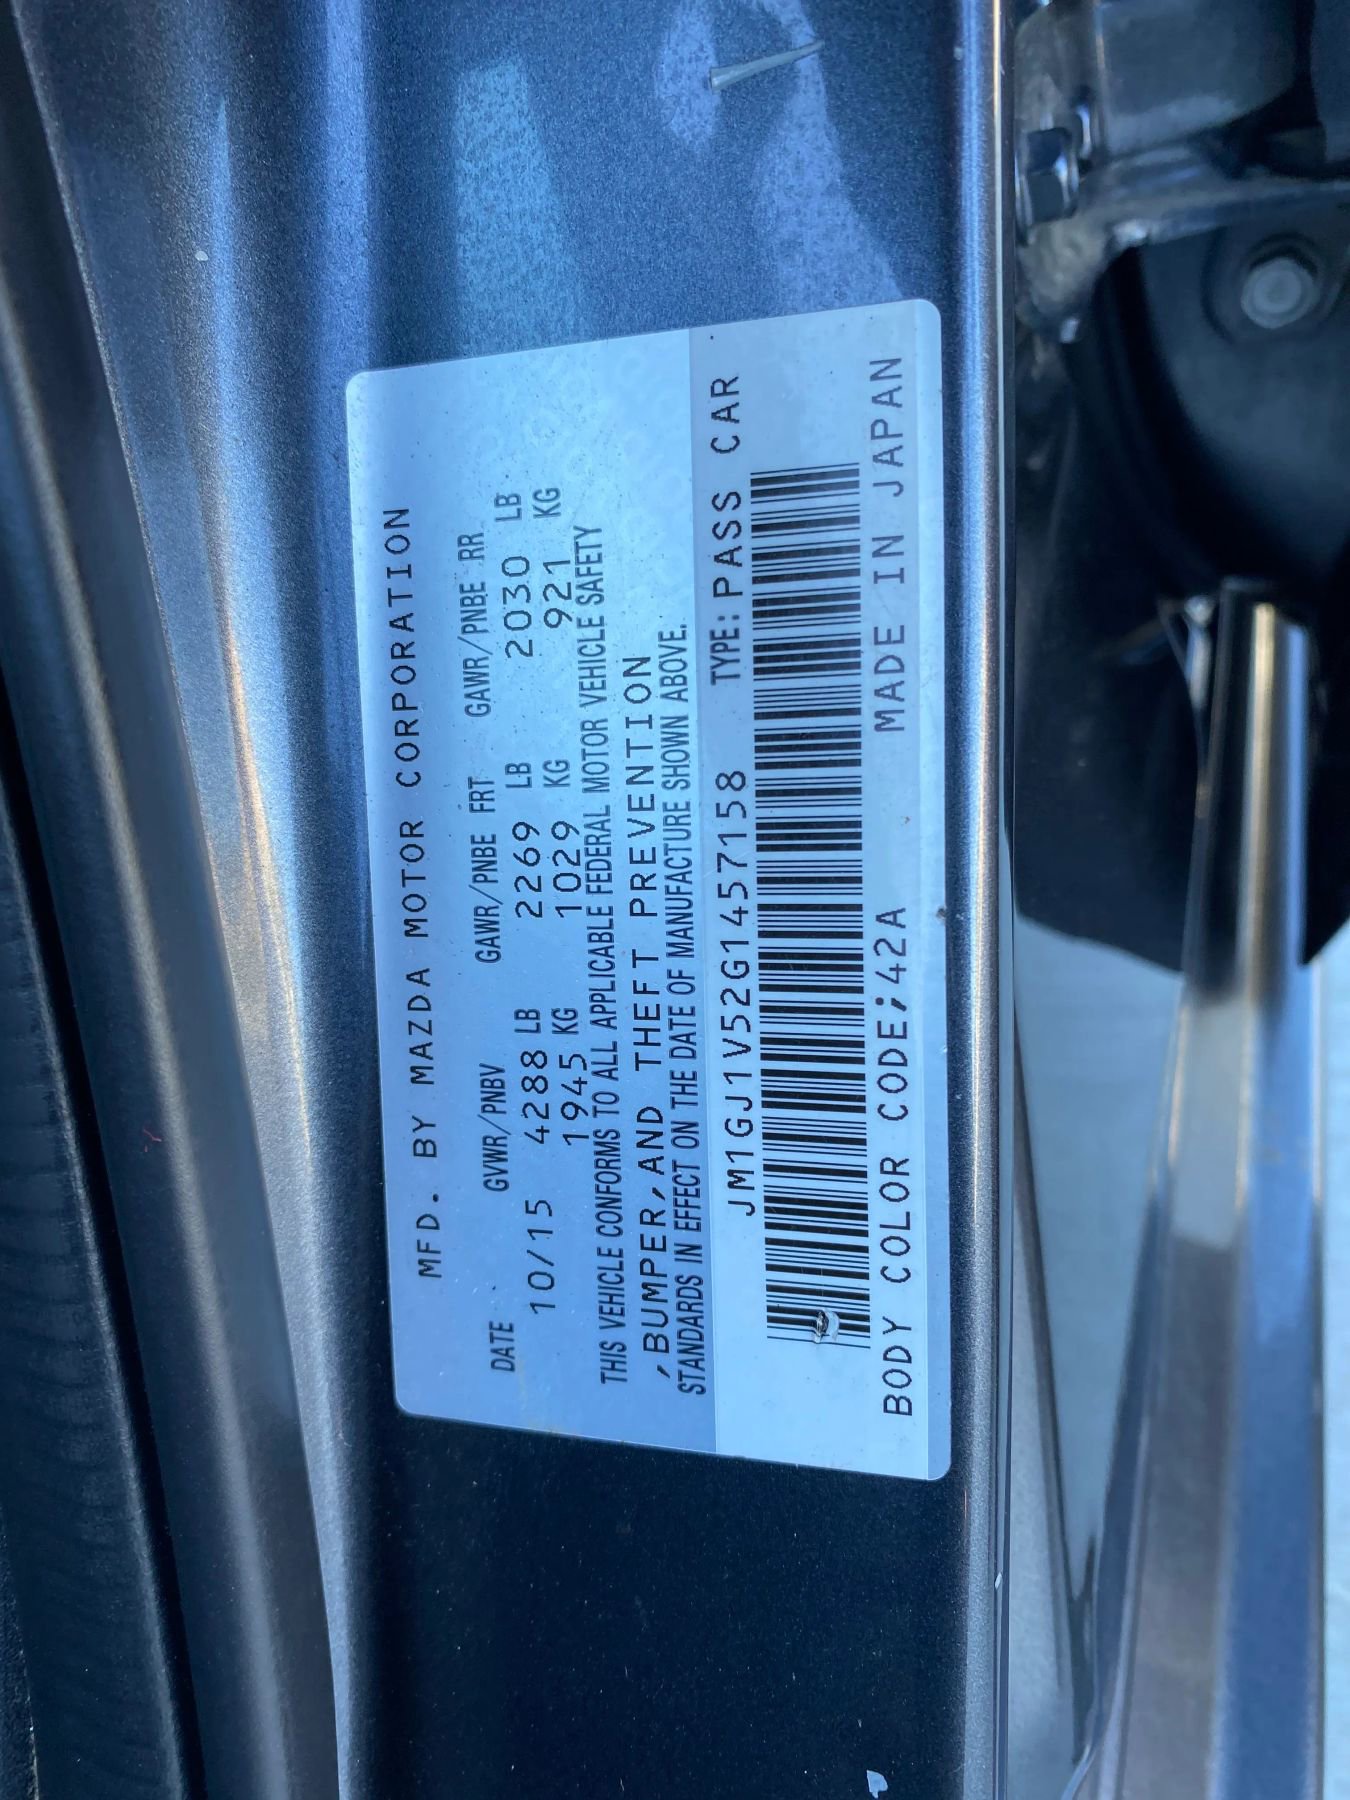 MFD. BY MAZDA MOTOR CORPORATION
DATE GVWR/PNBV GAWR/PNBE FRT GAWR/PNBE RR
10/15 4288 LB 2269 LB 2030 LB
1945 KG 1029 KG 921 KG
THIS VEHICLE CONFORMS TO ALL APPLICABLE FEDERAL MOTOR VEHICLE SAFETY
,BUMPER,AND THEFT PREVENTION
STANDARDS IN EFFECT ON THE DATE OF MANUFACTURE SHOWN ABOVE.
JM1GJ1V52G1457158 TYPE: PASS CAR
BODY COLOR CODE;42A MADE IN JAPAN